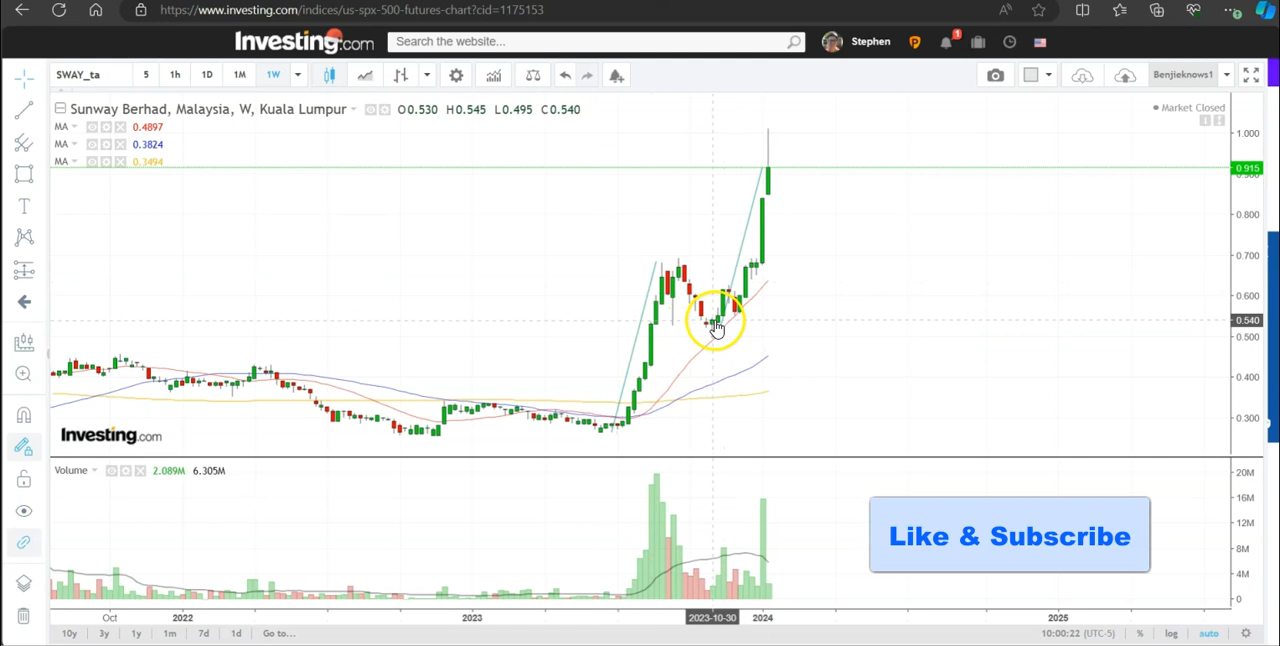 https://www.investing.com/indices/us-spx-500-futures-chart?cid=1175153
Investing.com
Search the website...
Stephen
1
SWAY_ta
5
1h
1D
1M
1W
Benjieknows1
Sunway Berhad, Malaysia, W, Kuala Lumpur
O0.530 H0.545 L0.495 C0.540
Market Closed
MA 0.4897
MA 0.3824
MA 0.3494
1.000
0.915
0.900
0.800
0.700
0.600
0.540
0.500
0.400
0.300
Investing.com
Volume 2.089M 6.305M
20M
16M
12M
8M
4M
0
Like & Subscribe
Oct
2022
2023
2023-10-30
2024
2025
10y
3y
1y
1m
7d
1d
Go to...
10:00:22 (UTC-5)
%
log
auto